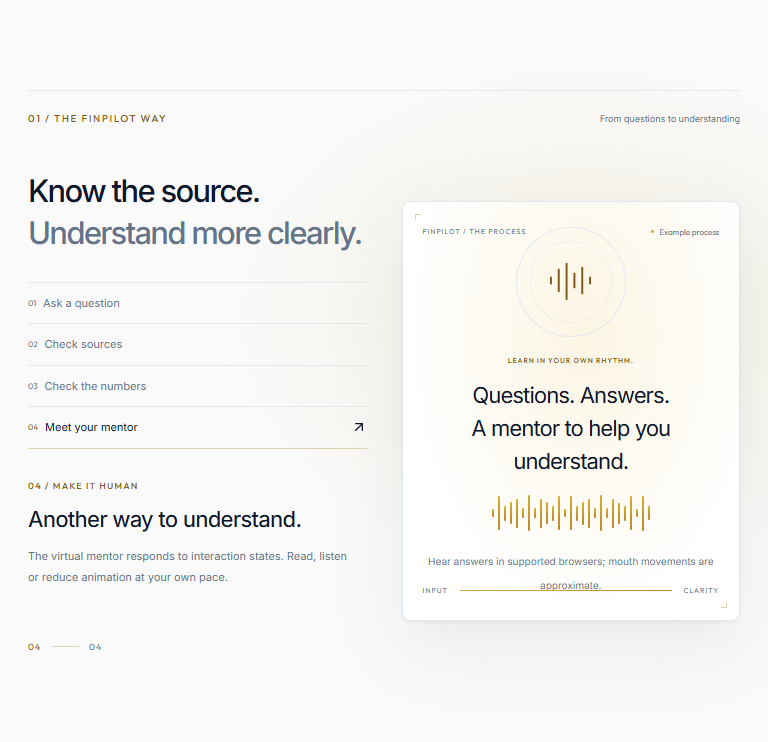 01 / THE FINPILOT WAY
From questions to understanding
Know the source.
Understand more clearly.
01 Ask a question
02 Check sources
03 Check the numbers
04 Meet your mentor
04 / MAKE IT HUMAN
Another way to understand.
The virtual mentor responds to interaction states. Read, listen
or reduce animation at your own pace.
04 04
FINPILOT / THE PROCESS
Example process
LEARN IN YOUR OWN RHYTHM.
Questions. Answers.
A mentor to help you
understand.
Hear answers in supported browsers; mouth movements are
approximate.
INPUT
CLARITY